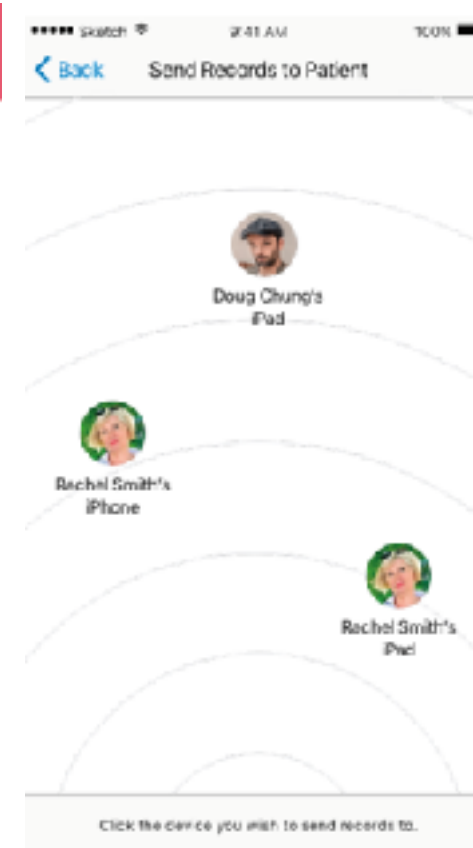 sketch 9:41 AM 100%
Back Send Records to Patient
Doug Chung's
iPad
Rachel Smith's
iPhone
Rachel Smith's
iPad
Click the device you wish to send records to.